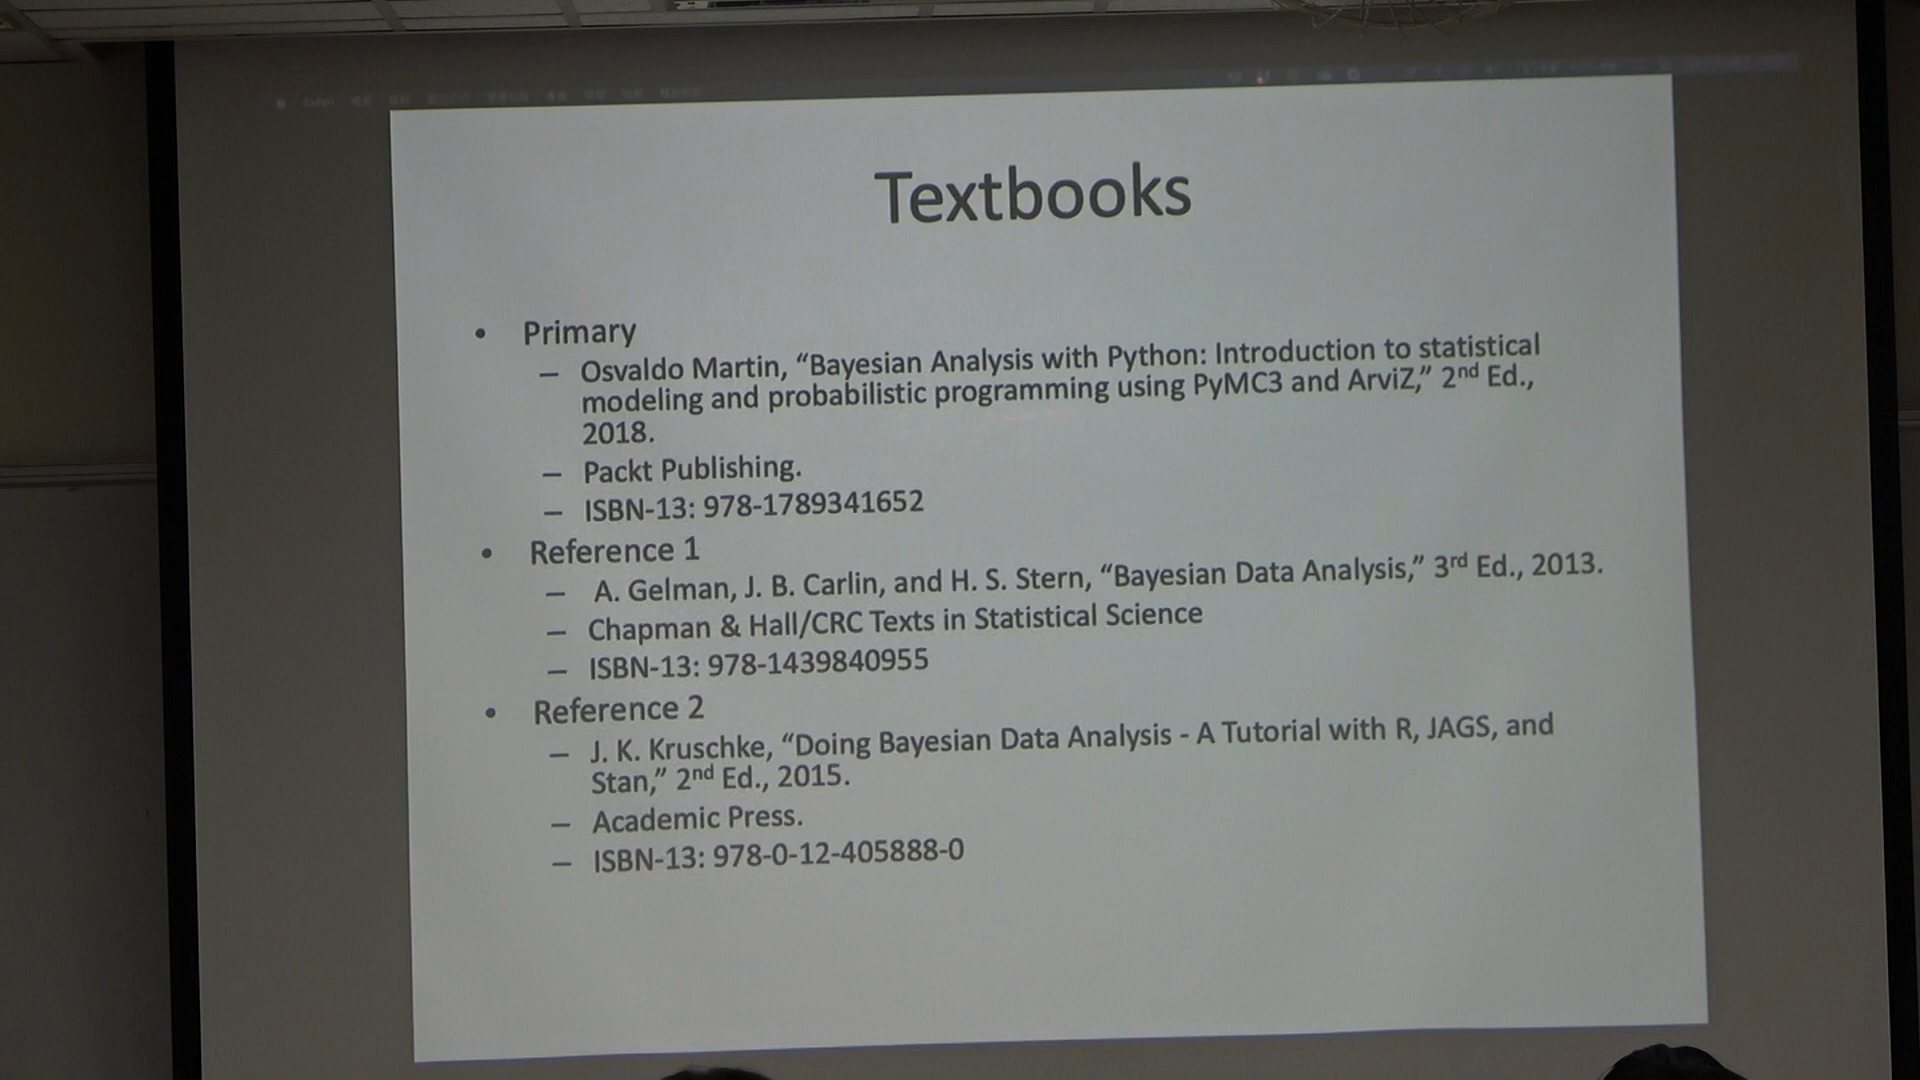 Textbooks
• Primary
– Osvaldo Martin, “Bayesian Analysis with Python: Introduction to statistical
modeling and probabilistic programming using PyMC3 and ArviZ,” 2nd Ed.,
2018.
– Packt Publishing.
– ISBN-13: 978-1789341652
• Reference 1
– A. Gelman, J. B. Carlin, and H. S. Stern, “Bayesian Data Analysis,” 3rd Ed., 2013.
– Chapman & Hall/CRC Texts in Statistical Science
– ISBN-13: 978-1439840955
• Reference 2
– J. K. Kruschke, “Doing Bayesian Data Analysis - A Tutorial with R, JAGS, and
Stan,” 2nd Ed., 2015.
– Academic Press.
– ISBN-13: 978-0-12-405888-0